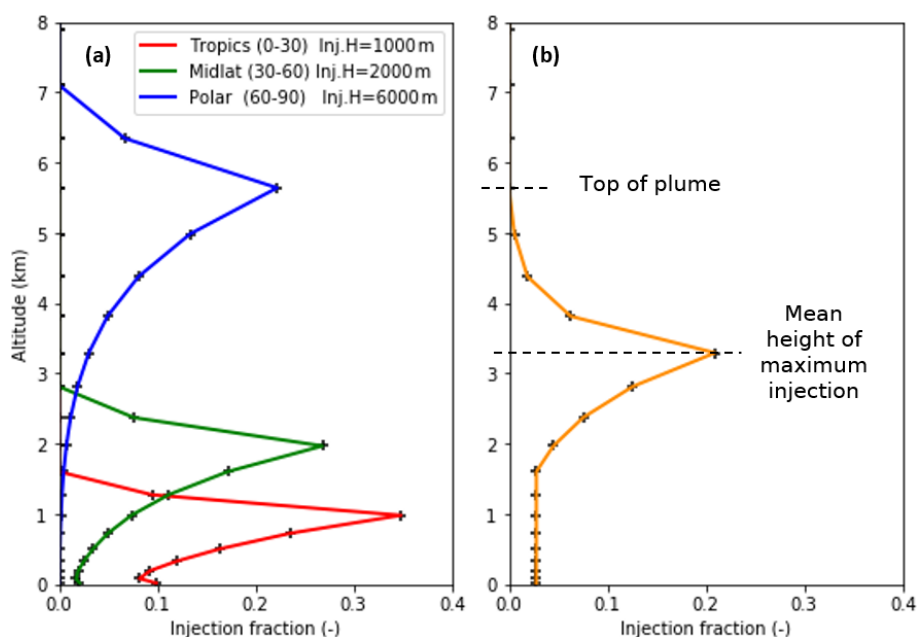 (a)
Tropics (0-30) Inj.H=1000m
Midlat (30-60) Inj.H=2000m
Polar (60-90) Inj.H=6000m
8
7
6
5
4
3
2
1
0
Altitude (km)
0.0 0.1 0.2 0.3 0.4
Injection fraction (-)
(b)
Top of plume
Mean
height of
maximum
injection
8
7
6
5
4
3
2
1
0
0.0 0.1 0.2 0.3 0.4
Injection fraction (-)